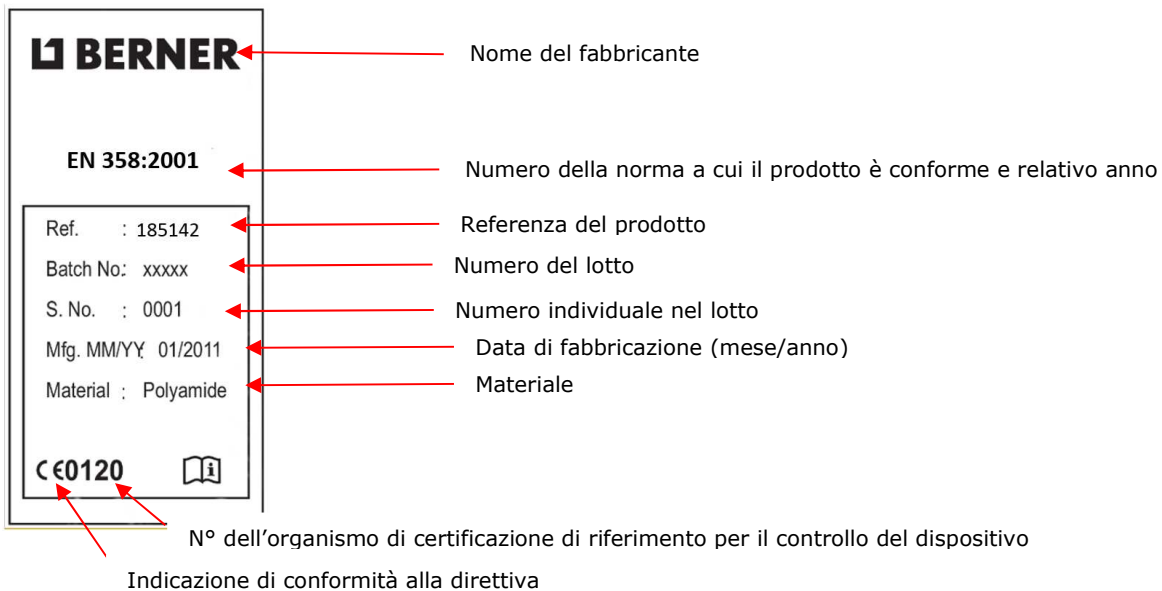 BERNER Nome del fabbricante
EN 358:2001 Numero della norma a cui il prodotto è conforme e relativo anno
Ref. : 185142 Referenza del prodotto
Batch No.: xxxxx Numero del lotto
S. No. : 0001 Numero individuale nel lotto
Mfg. MM/YY: 01/2011 Data di fabbricazione (mese/anno)
Material : Polyamide Materiale
CE0120 i
N° dell’organismo di certificazione di riferimento per il controllo del dispositivo
Indicazione di conformità alla direttiva